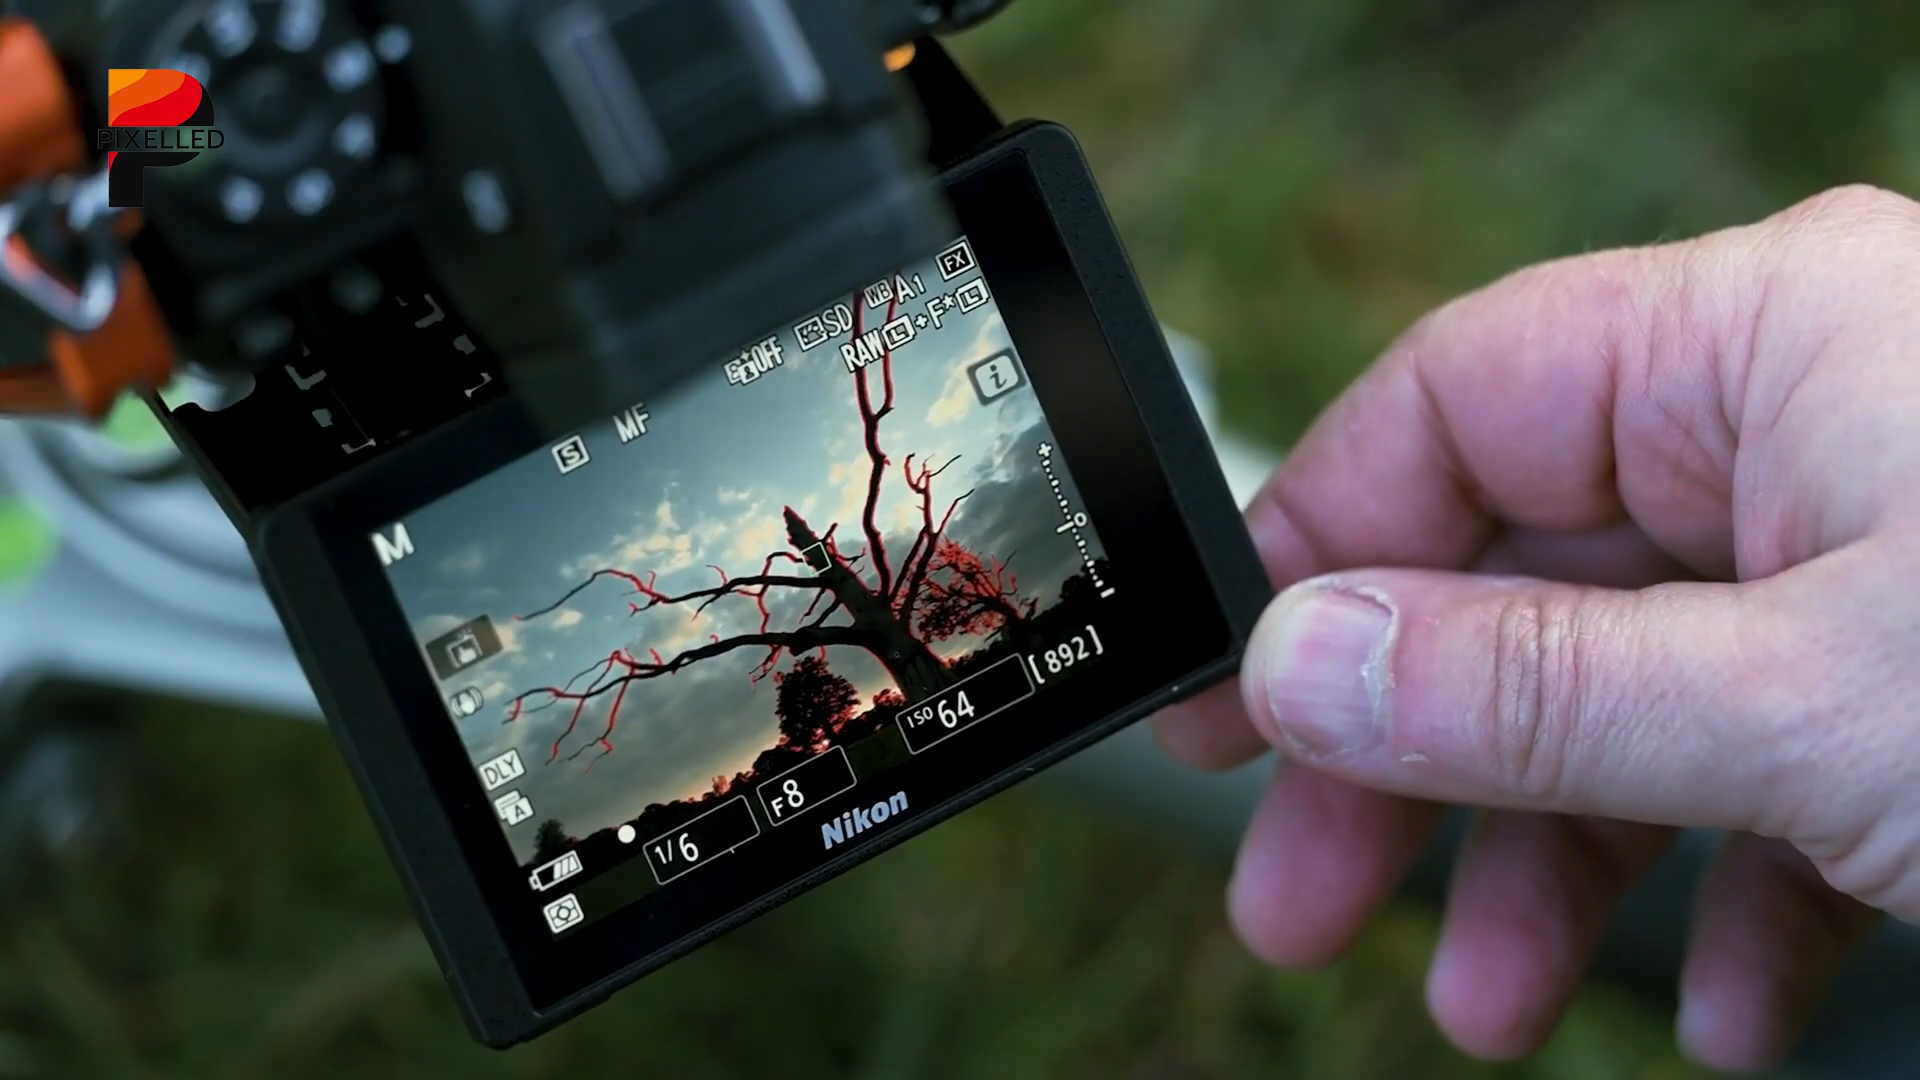 PIXELLED
FX
WB A1
SD
OFF
RAW L + F★ L
i
MF
S
M
DLY
A
[892]
ISO 64
F8
1/6
Nikon